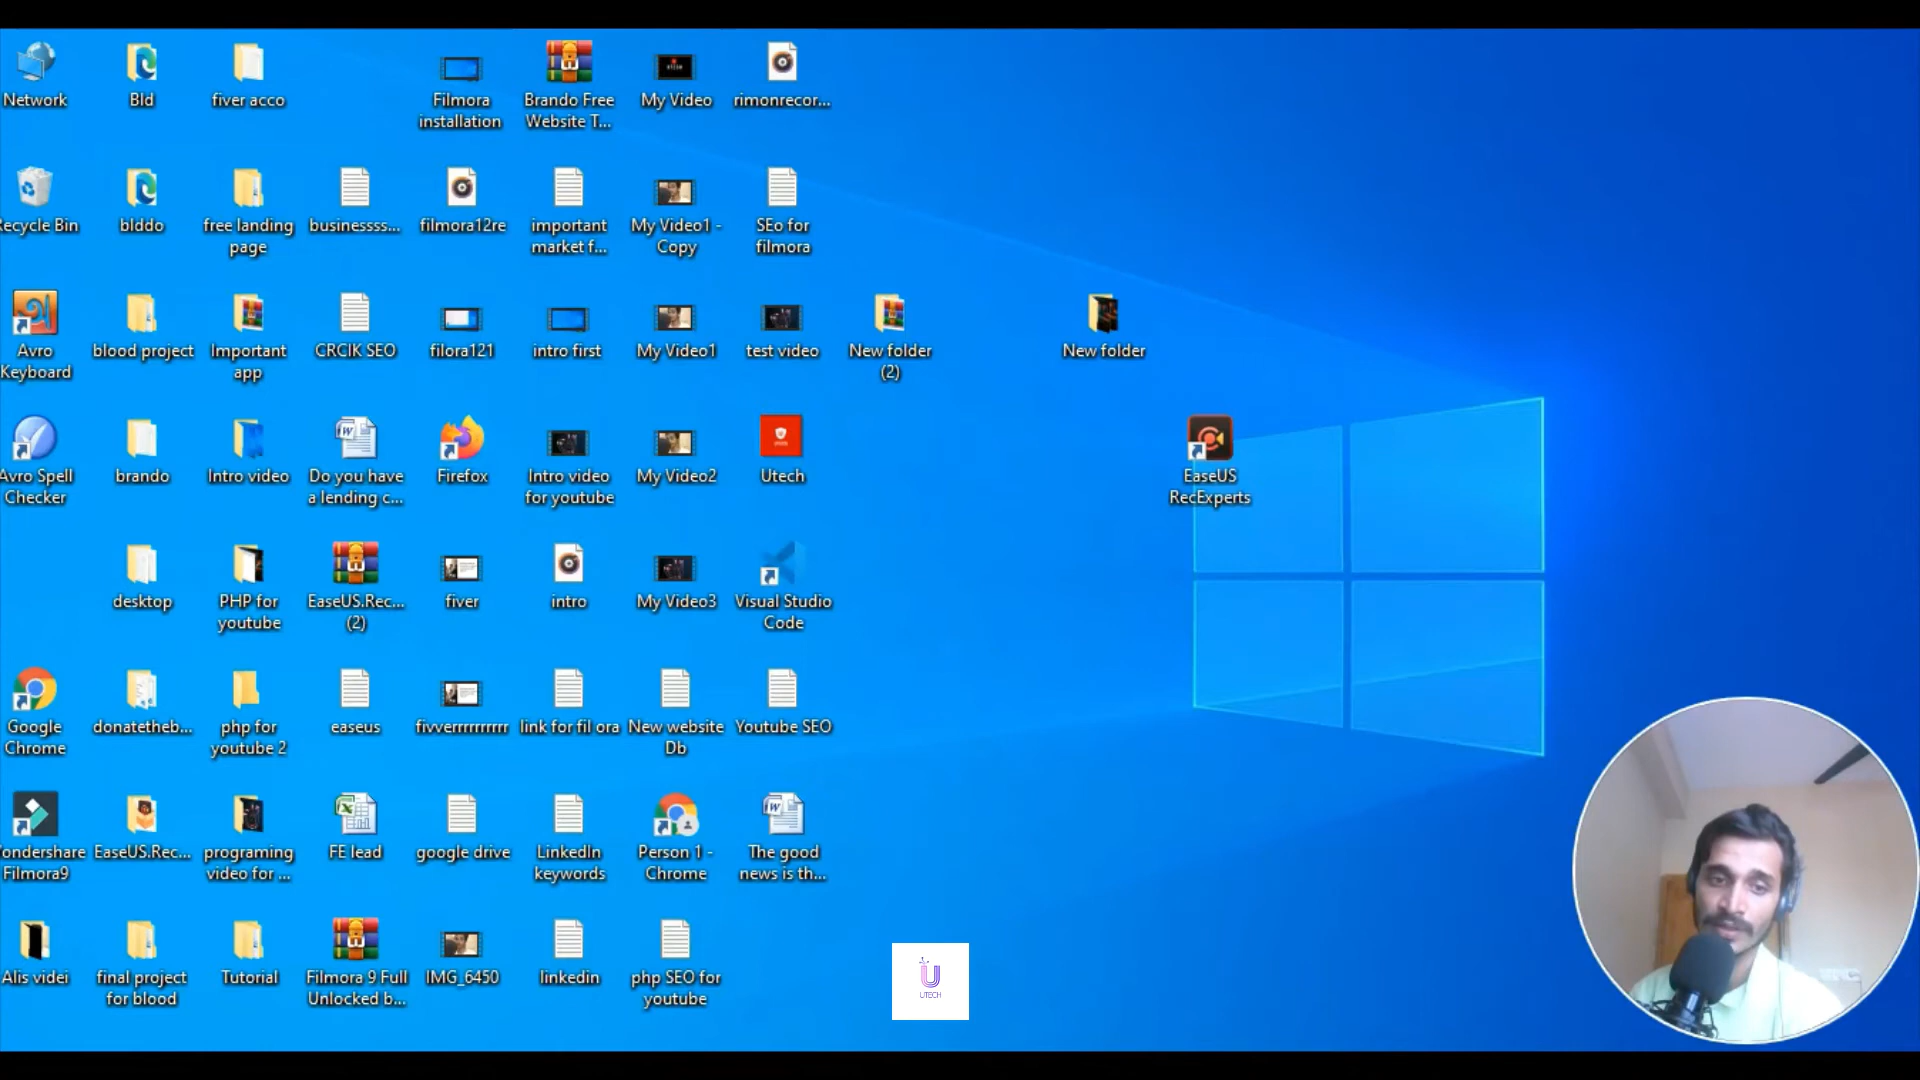 Network
Bld
fiver acco
Filmora
installation
Brando Free
Website T...
My Video
rimonrecor...
Recycle Bin
blddo
free landing
page
businessss...
filmora12re
important
market f...
My Video1 -
Copy
SEo for
filmora
Avro
Keyboard
blood project
Important
app
CRCIK SEO
filora121
intro first
My Video1
test video
New folder
(2)
New folder
Avro Spell
Checker
brando
Intro video
Do you have
a lending c...
Firefox
Intro video
for youtube
My Video2
Utech
EaseUS
RecExperts
desktop
PHP for
youtube
EaseUS.Rec...
(2)
fiver
intro
My Video3
Visual Studio
Code
Google
Chrome
donatetheb...
php for
youtube 2
easeus
fivverrrrrrrrrr
link for fil ora
New website
Db
Youtube SEO
ondershare
Filmora9
EaseUS.Rec...
programing
video for ...
FE lead
google drive
LinkedIn
keywords
Person 1 -
Chrome
The good
news is th...
Alis videi
final project
for blood
Tutorial
Filmora 9 Full
Unlocked b...
IMG_6450
linkedin
php SEO for
youtube
UTECH